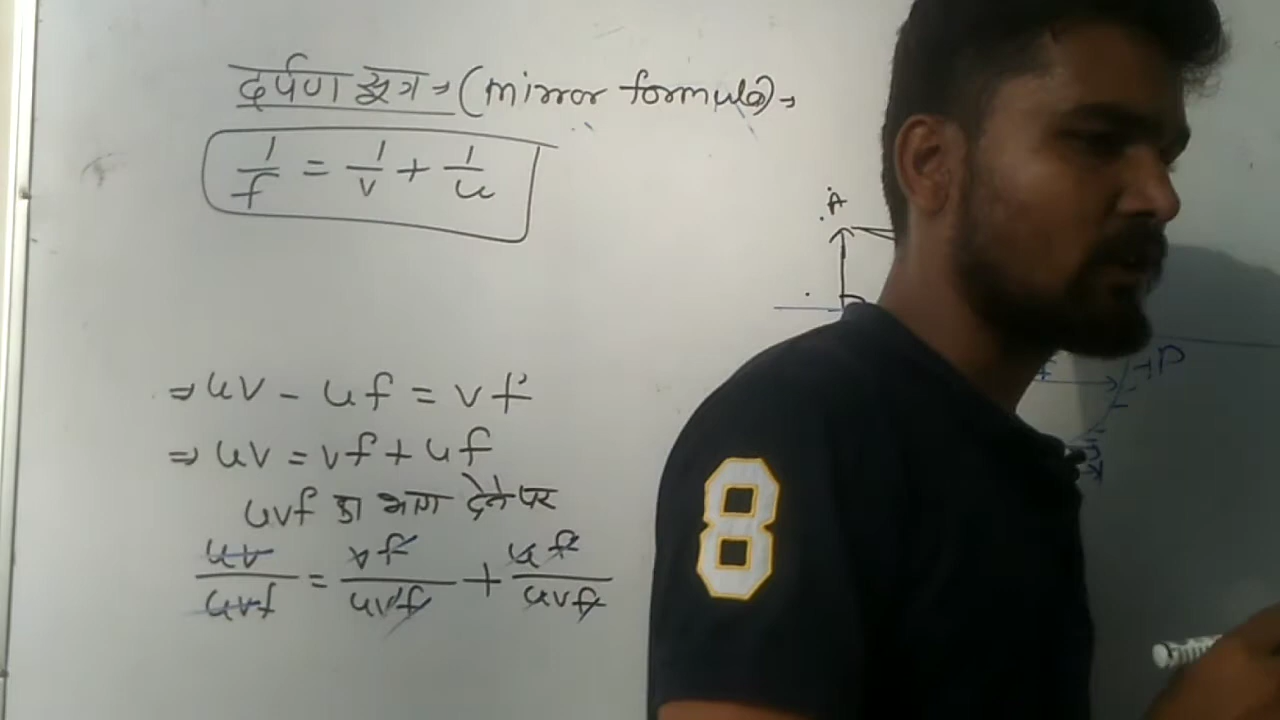 दर्पण सूत्र → (mirror formula) →
1/f = 1/v + 1/u
⇒ uv - uf = vf
⇒ uv = vf + uf
uvf का भाग देने पर
uv/uvf = vf/uvf + uf/uvf
A
P
8